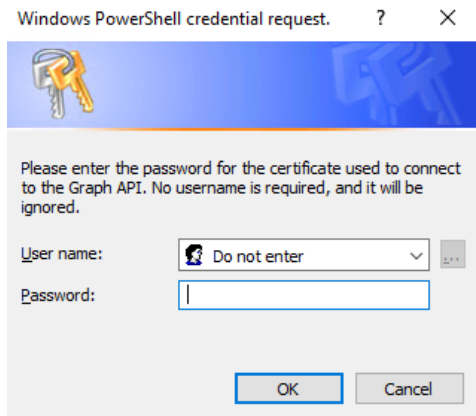 Windows PowerShell credential request.
?
Please enter the password for the certificate used to connect
to the Graph API. No username is required, and it will be
ignored.
User name:
Do not enter
...
Password:
OK
Cancel